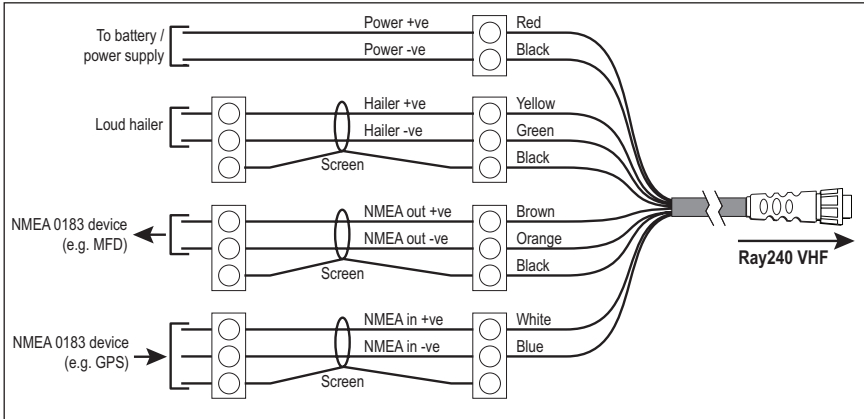 To battery /
power supply
Power +ve
Red
Power -ve
Black
Loud hailer
Hailer +ve
Yellow
Hailer -ve
Green
Black
Screen
NMEA 0183 device
(e.g. MFD)
NMEA out +ve
Brown
NMEA out -ve
Orange
Black
Screen
Ray240 VHF
NMEA 0183 device
(e.g. GPS)
NMEA in +ve
White
NMEA in -ve
Blue
Screen